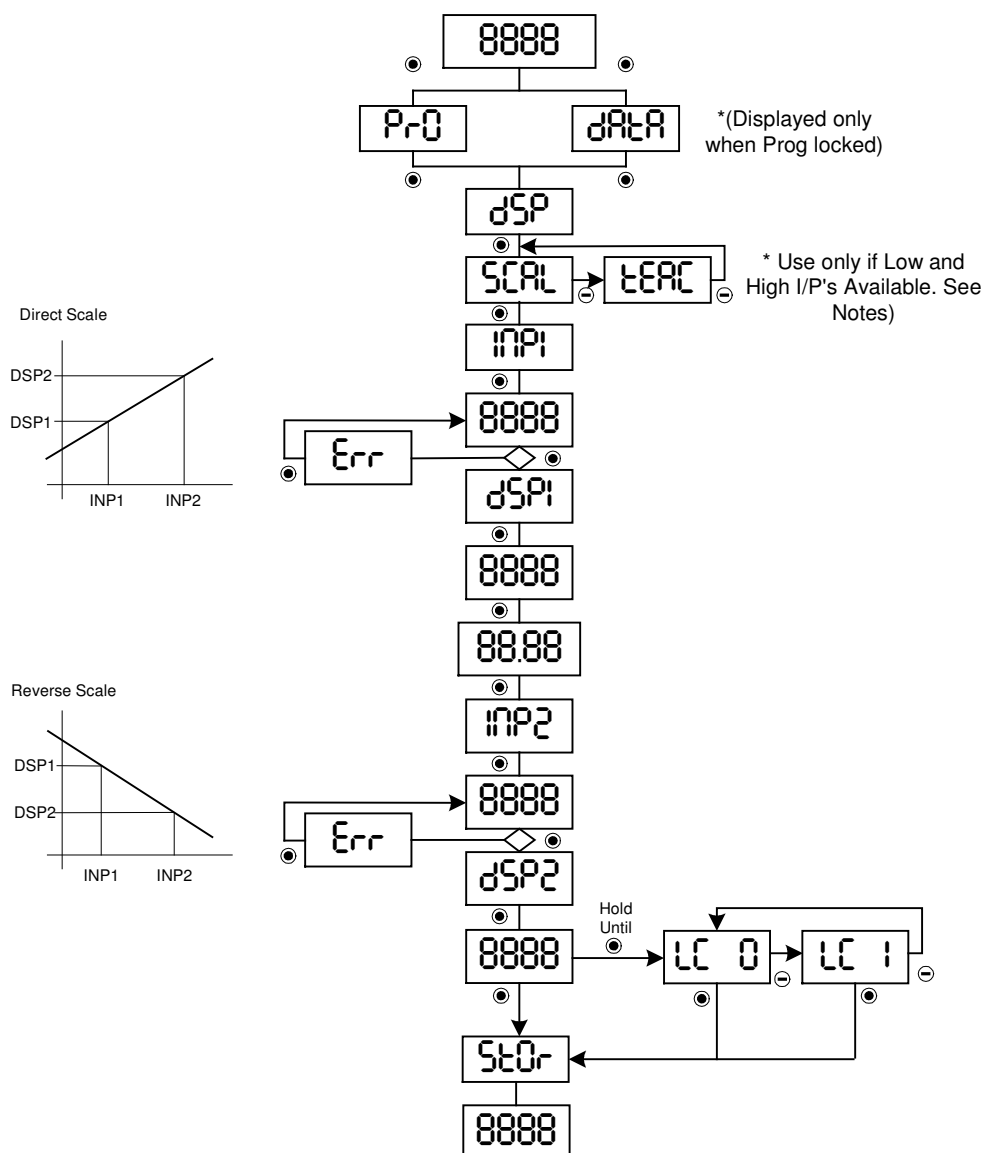 8888
Pr0
dAtA
*(Displayed only
when Prog locked)
dSP
SCAL
tEAC
* Use only if Low and
High I/P's Available. See
Notes)
Direct Scale
DSP2
DSP1
INP1
INP2
INP1
8888
Err
dSP1
8888
88.88
Reverse Scale
DSP1
DSP2
INP1
INP2
INP2
8888
Err
dSP2
8888
Hold
Until
LC 0
LC 1
St0r
8888